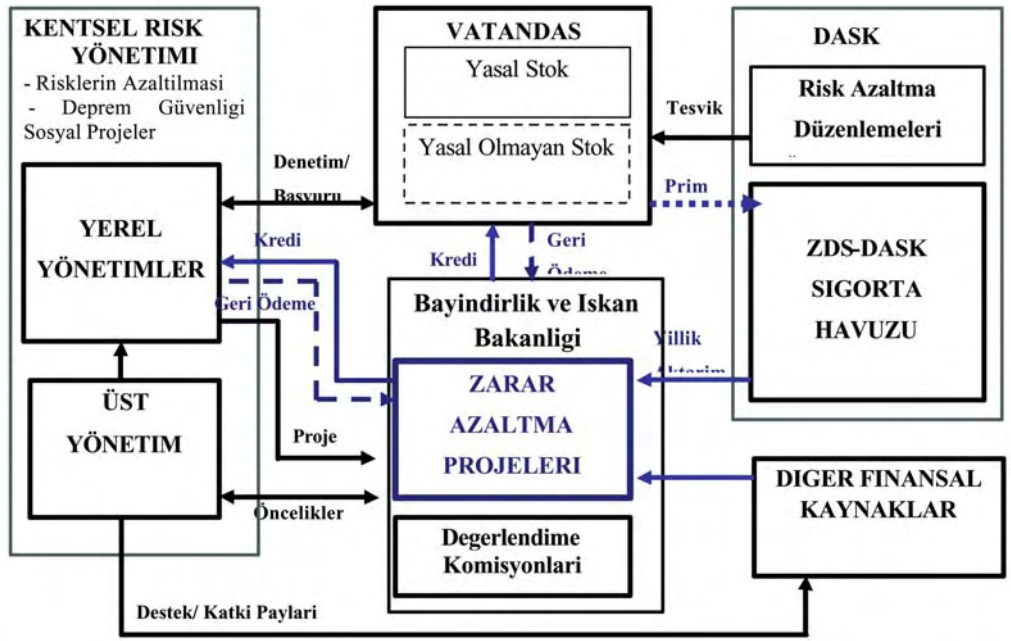 KENTSEL RISK
YÖNETIMI
- Risklerin Azaltilmasi
- Deprem Güvenligi
Sosyal Projeler
YEREL
YÖNETIMLER
ÜST
YÖNETIM
VATANDAS
Yasal Stok
Yasal Olmayan Stok
DASK
Risk Azaltma
Düzenlemeleri
ZDS-DASK
SIGORTA
HAVUZU
Tesvik
Prim
Denetim/
Basvuru
Kredi
Geri Ödeme
Kredi
Geri
Ödeme
Bayindirlik ve Iskan
Bakanligi
ZARAR
AZALTMA
PROJELERI
Degerlendime
Komisyonlari
Yillik
Aktarim
Proje
Öncelikler
DIGER FINANSAL
KAYNAKLAR
Destek/ Katki Paylari